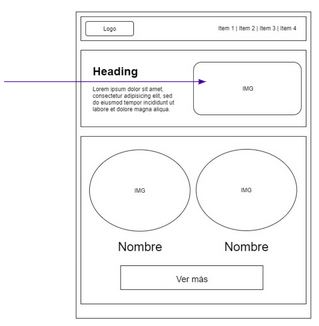 Logo
Item 1 | Item 2 | Item 3 | Item 4
Heading
Lorem ipsum dolor sit amet,
consectetur adipisicing elit, sed
do eiusmod tempor incididunt ut
labore et dolore magna aliqua.
IMG
IMG
IMG
Nombre
Nombre
Ver más